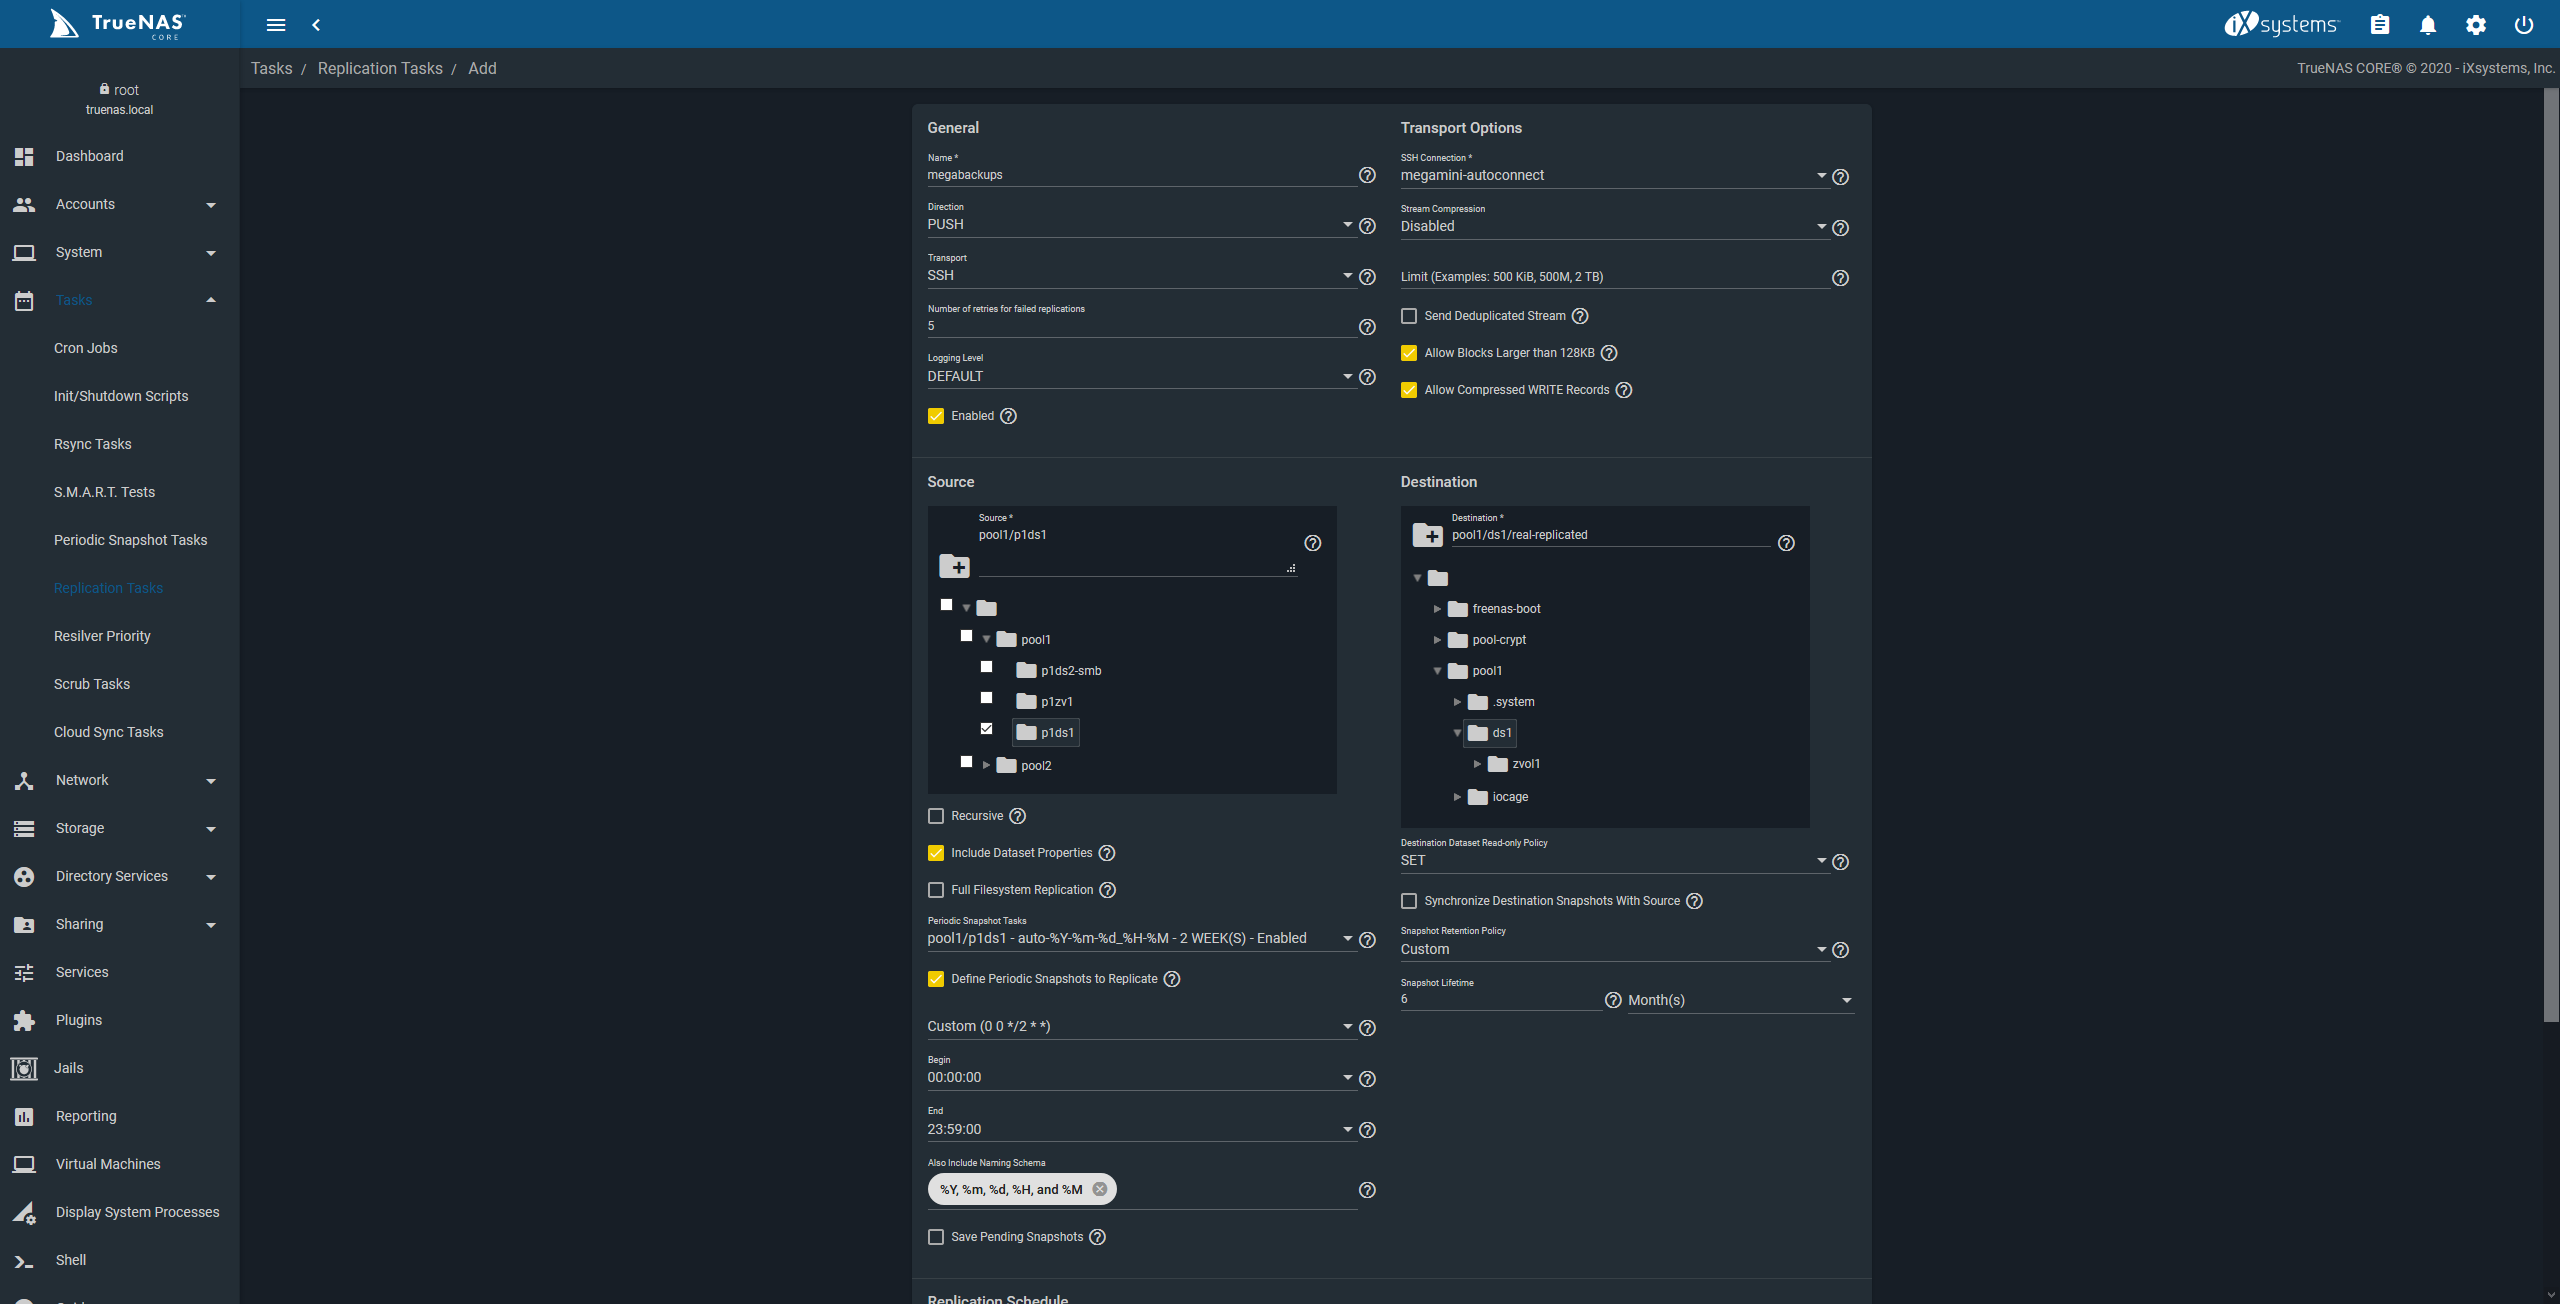 TrueNAS
CORE
iXsystems
Tasks / Replication Tasks / Add
TrueNAS CORE® © 2020 - iXsystems, Inc.
root
truenas.local
Dashboard
Accounts
System
Tasks
Cron Jobs
Init/Shutdown Scripts
Rsync Tasks
S.M.A.R.T. Tests
Periodic Snapshot Tasks
Replication Tasks
Resilver Priority
Scrub Tasks
Cloud Sync Tasks
Network
Storage
Directory Services
Sharing
Services
Plugins
Jails
Reporting
Virtual Machines
Display System Processes
Shell
General
Name *
megabackups
Direction
PUSH
Transport
SSH
Number of retries for failed replications
5
Logging Level
DEFAULT
Enabled
Transport Options
SSH Connection *
megamini-autoconnect
Stream Compression
Disabled
Limit (Examples: 500 KiB, 500M, 2 TB)
Send Deduplicated Stream
Allow Blocks Larger than 128KB
Allow Compressed WRITE Records
Source
Source *
pool1/p1ds1
pool1
p1ds2-smb
p1zv1
p1ds1
pool2
Recursive
Include Dataset Properties
Full Filesystem Replication
Periodic Snapshot Tasks
pool1/p1ds1 - auto-%Y-%m-%d_%H-%M - 2 WEEK(S) - Enabled
Define Periodic Snapshots to Replicate
Custom (0 0 */2 * *)
Begin
00:00:00
End
23:59:00
Also Include Naming Schema
%Y, %m, %d, %H, and %M
Save Pending Snapshots
Destination
Destination *
pool1/ds1/real-replicated
freenas-boot
pool-crypt
pool1
.system
ds1
zvol1
iocage
Destination Dataset Read-only Policy
SET
Synchronize Destination Snapshots With Source
Snapshot Retention Policy
Custom
Snapshot Lifetime
6
Month(s)
Replication Schedule